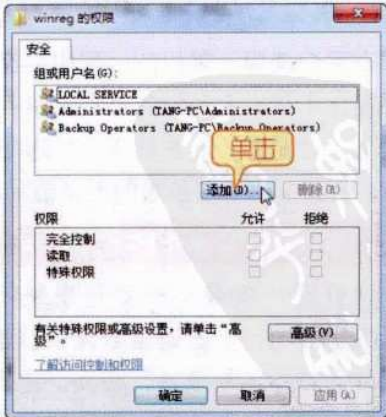 winreg 的权限
安全
组或用户名(G):
LOCAL SERVICE
Administrators (TANG-PC\Administrators)
Backup Operators (TANG-PC\Backup Operators)
单击
添加(D)... 删除(R)
权限 允许 拒绝
完全控制
读取
特殊权限
有关特殊权限或高级设置，请单击“高
级”。 高级(V)
了解访问控制和权限
确定 取消 应用(A)